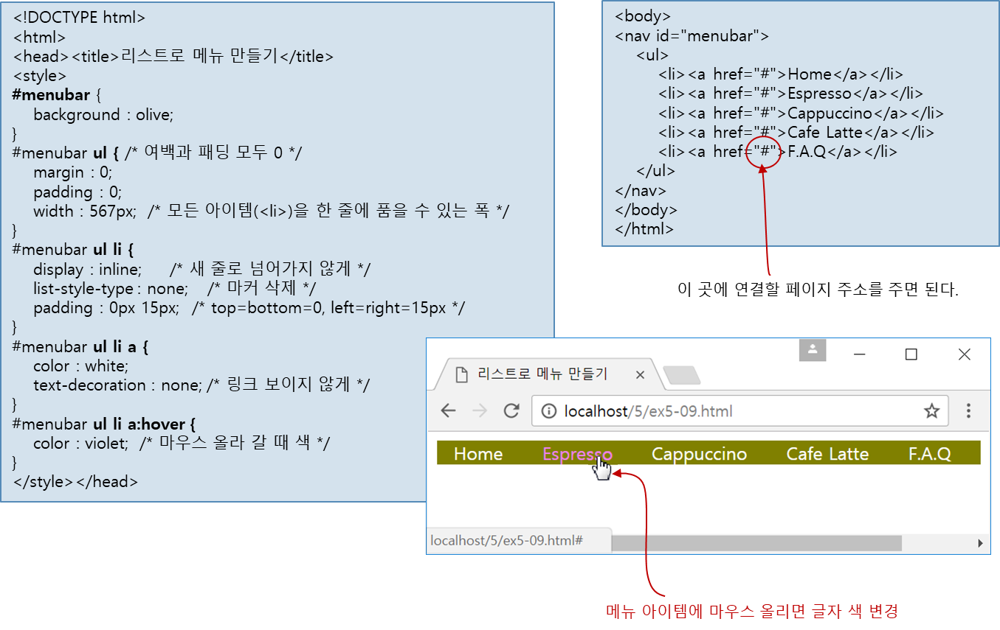 <!DOCTYPE html>
<html>
<head><title>리스트로 메뉴 만들기</title>
<style>
#menubar {
background : olive;
}
#menubar ul { /* 여백과 패딩 모두 0 */
margin : 0;
padding : 0;
width : 567px; /* 모든 아이템(<li>)을 한 줄에 품을 수 있는 폭 */
}
#menubar ul li {
display : inline; /* 새 줄로 넘어가지 않게 */
list-style-type : none; /* 마커 삭제 */
padding : 0px 15px; /* top=bottom=0, left=right=15px */
}
#menubar ul li a {
color : white;
text-decoration : none; /* 링크 보이지 않게 */
}
#menubar ul li a:hover {
color : violet; /* 마우스 올라 갈 때 색 */
}
</style></head>
<body>
<nav id="menubar">
<ul>
<li><a href="#">Home</a></li>
<li><a href="#">Espresso</a></li>
<li><a href="#">Cappuccino</a></li>
<li><a href="#">Cafe Latte</a></li>
<li><a href="#">F.A.Q</a></li>
</ul>
</nav>
</body>
</html>
이 곳에 연결할 페이지 주소를 주면 된다.
리스트로 메뉴 만들기
localhost/5/ex5-09.html
Home Espresso Cappuccino Cafe Latte F.A.Q
localhost/5/ex5-09.html#
메뉴 아이템에 마우스 올리면 글자 색 변경